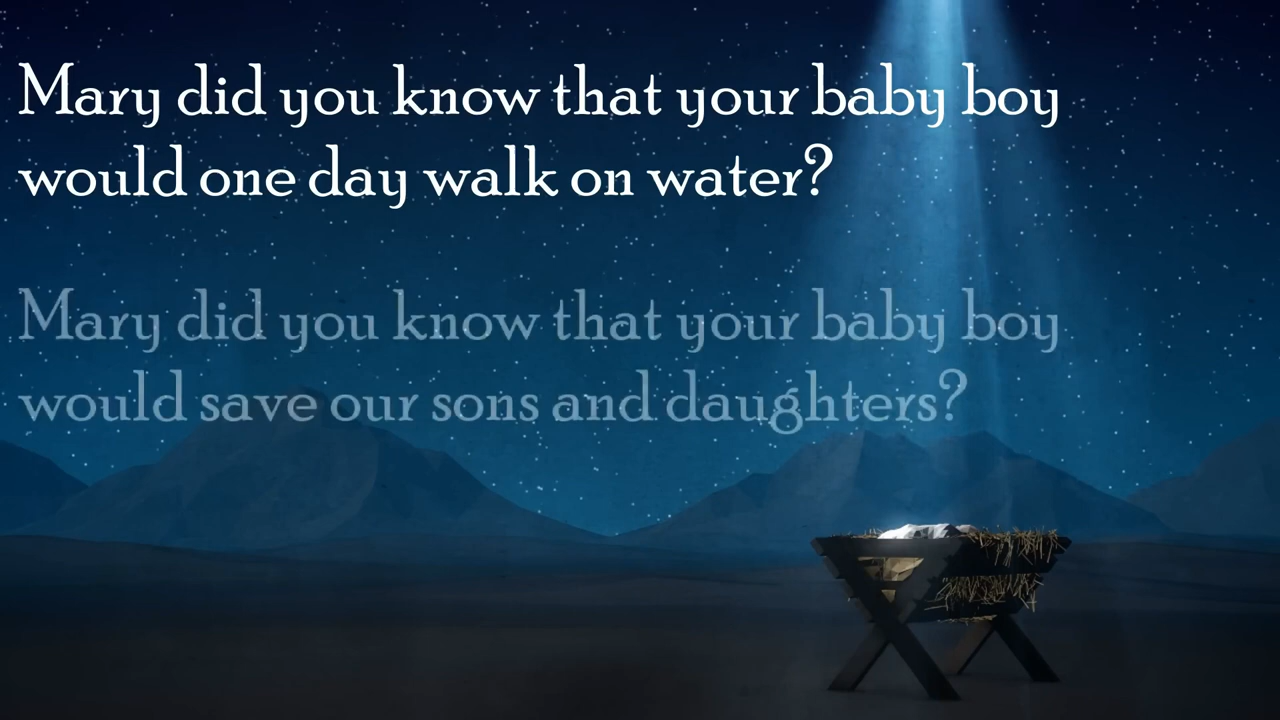 Mary did you know that your baby boy
would one day walk on water?
Mary did you know that your baby boy
would save our sons and daughters?